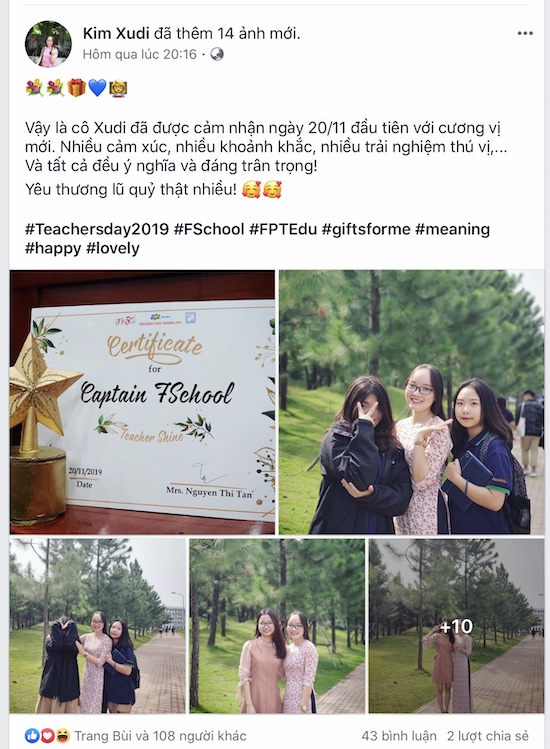 Kim Xudi đã thêm 14 ảnh mới.
Hôm qua lúc 20:16 ·
Vậy là cô Xudi đã được cảm nhận ngày 20/11 đầu tiên với cương vị
mới. Nhiều cảm xúc, nhiều khoảnh khắc, nhiều trải nghiệm thú vị,...
Và tất cả đều ý nghĩa và đáng trân trọng!
Yêu thương lũ quỷ thật nhiều!
#Teachersday2019 #FSchool #FPTEdu #giftsforme #meaning
#happy #lovely
Certificate
for
Captain FSchool
Teacher Shine
20/11/2019
Date
Mrs. Nguyen Thi Tan
+10
Trang Bùi và 108 người khác
43 bình luận
2 lượt chia sẻ